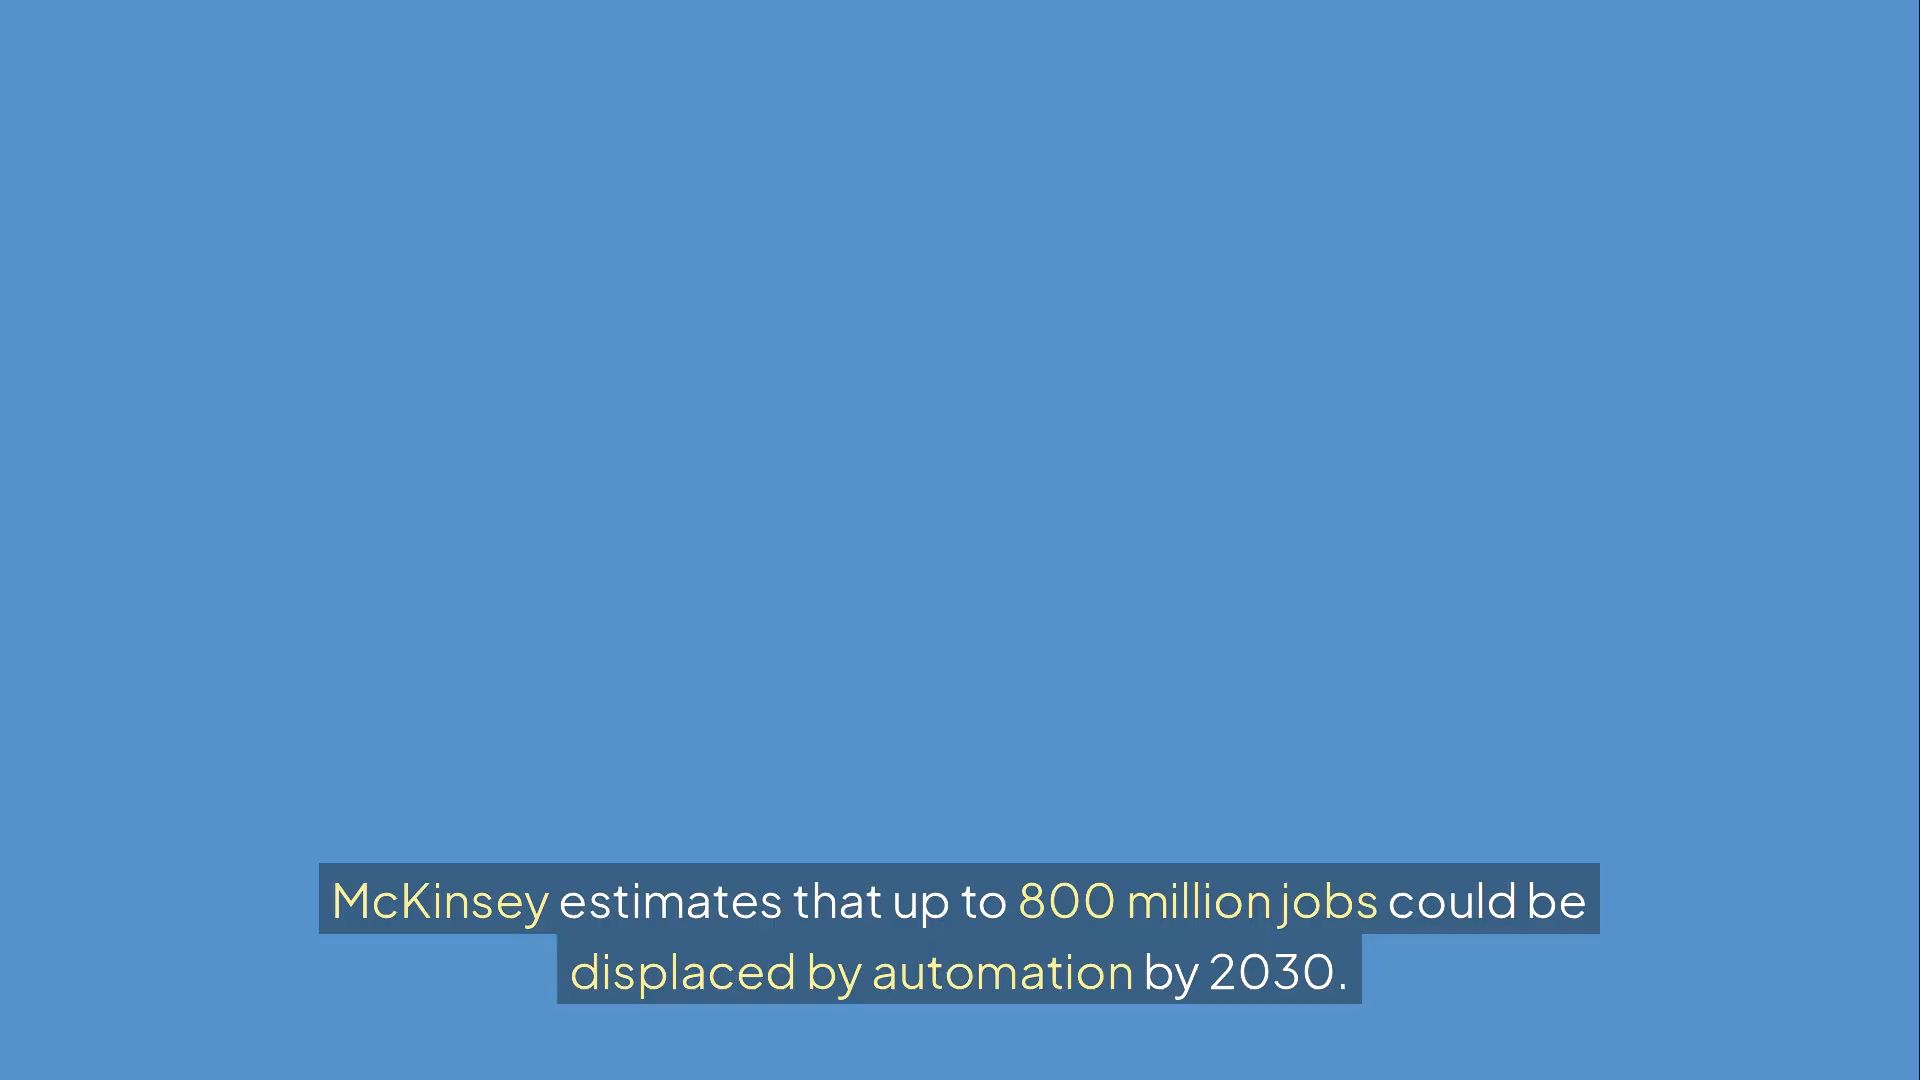 McKinsey estimates that up to 800 million jobs could be
displaced by automation by 2030.